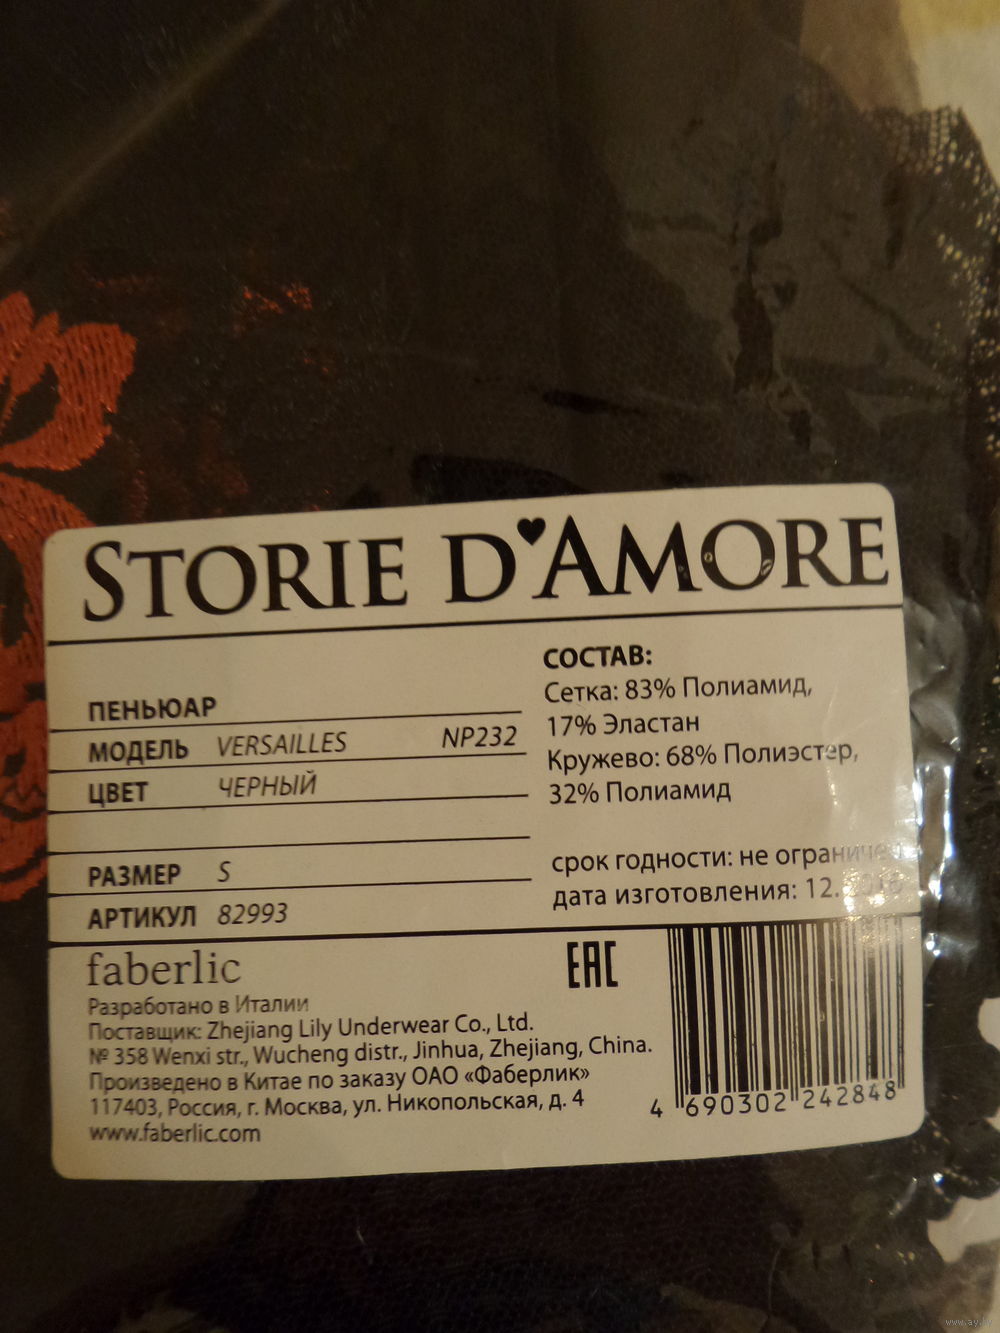 STORIE D'AMORE
ПЕНЬЮАР
МОДЕЛЬ VERSAILLES NP232
ЦВЕТ ЧЕРНЫЙ
РАЗМЕР S
АРТИКУЛ 82993
СОСТАВ:
Сетка: 83% Полиамид,
17% Эластан
Кружево: 68% Полиэстер,
32% Полиамид
срок годности: не
дата изготовления:
faberlic
EAC
Разработано в Италии
Поставщик: Zhejiang Lily Underwear Co., Ltd.
№ 358 Wenxi str., Wucheng distr., Jinhua, Zhejiang, China.
Произведено в Китае по заказу ОАО «Фаберлик»
117403, Россия, г. Москва, ул. Никопольская, д. 4
www.faberlic.com
4 690302 242848